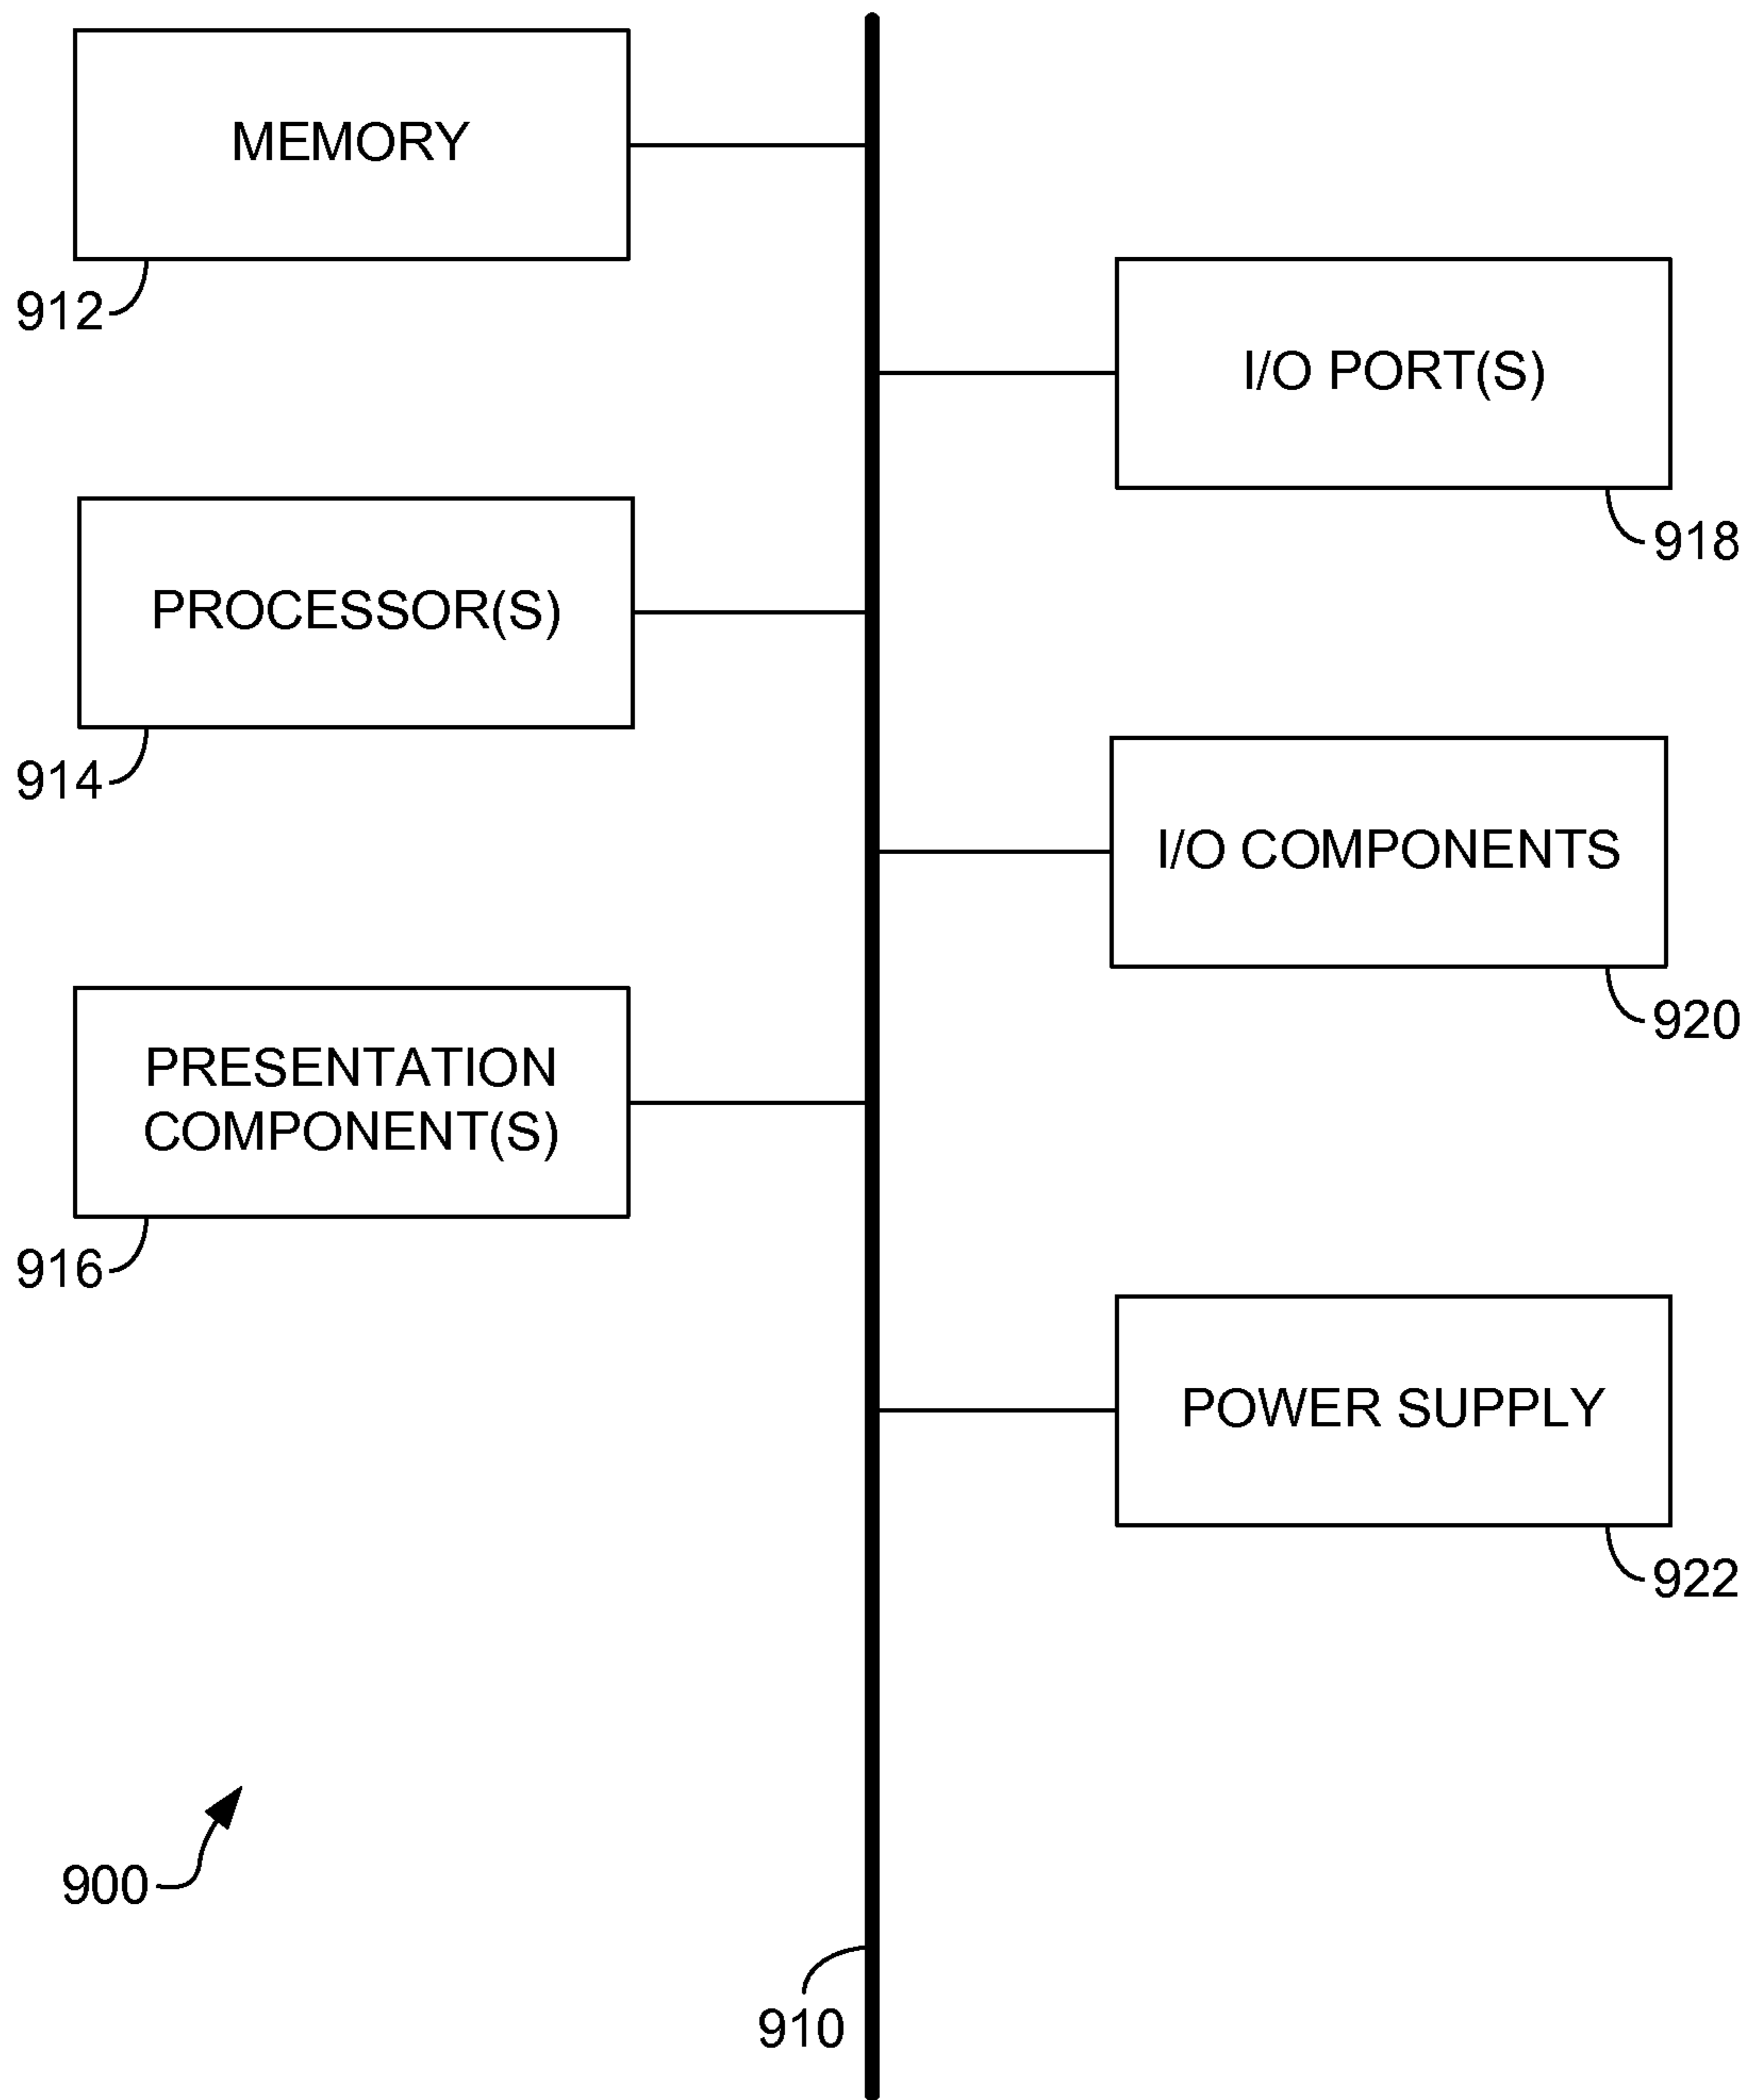 MEMORY
912
I/O PORT(S)
918
PROCESSOR(S)
914
I/O COMPONENTS
920
PRESENTATION
COMPONENT(S)
916
POWER SUPPLY
922
900
910